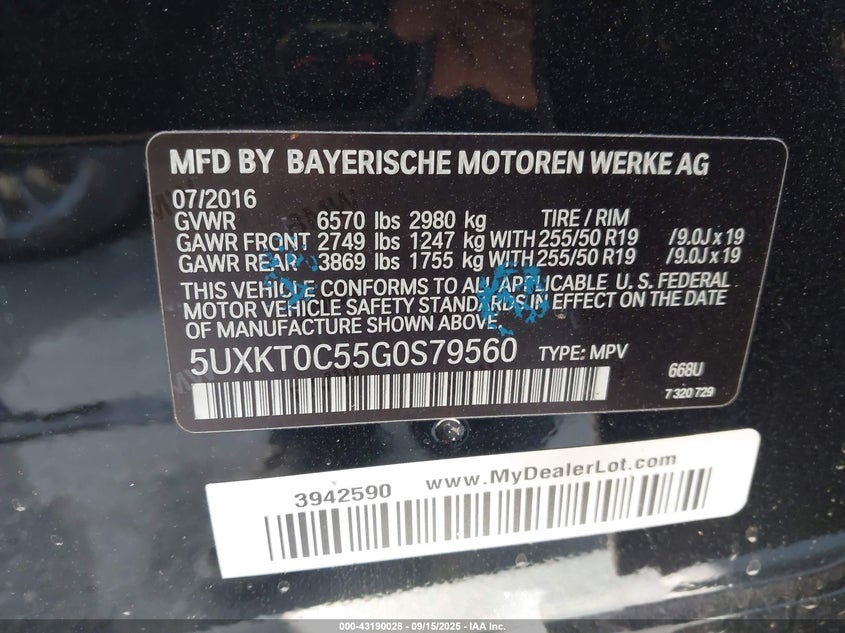 MFD BY BAYERISCHE MOTOREN WERKE AG
07/2016
GVWR 6570 lbs 2980 kg TIRE / RIM
GAWR FRONT 2749 lbs 1247 kg WITH 255/50 R19 /9.0J x 19
GAWR REAR 3869 lbs 1755 kg WITH 255/50 R19 /9.0J x 19
THIS VEHICLE CONFORMS TO ALL APPLICABLE U. S. FEDERAL
MOTOR VEHICLE SAFETY STANDARDS IN EFFECT ON THE DATE
OF MANUFACTURE SHOWN ABOVE.
5UXKT0C55G0S79560 TYPE: MPV 668U
7 320 729
3942590 www.MyDealerLot.com
000-43190028 - 09/15/2025 - IAA Inc.